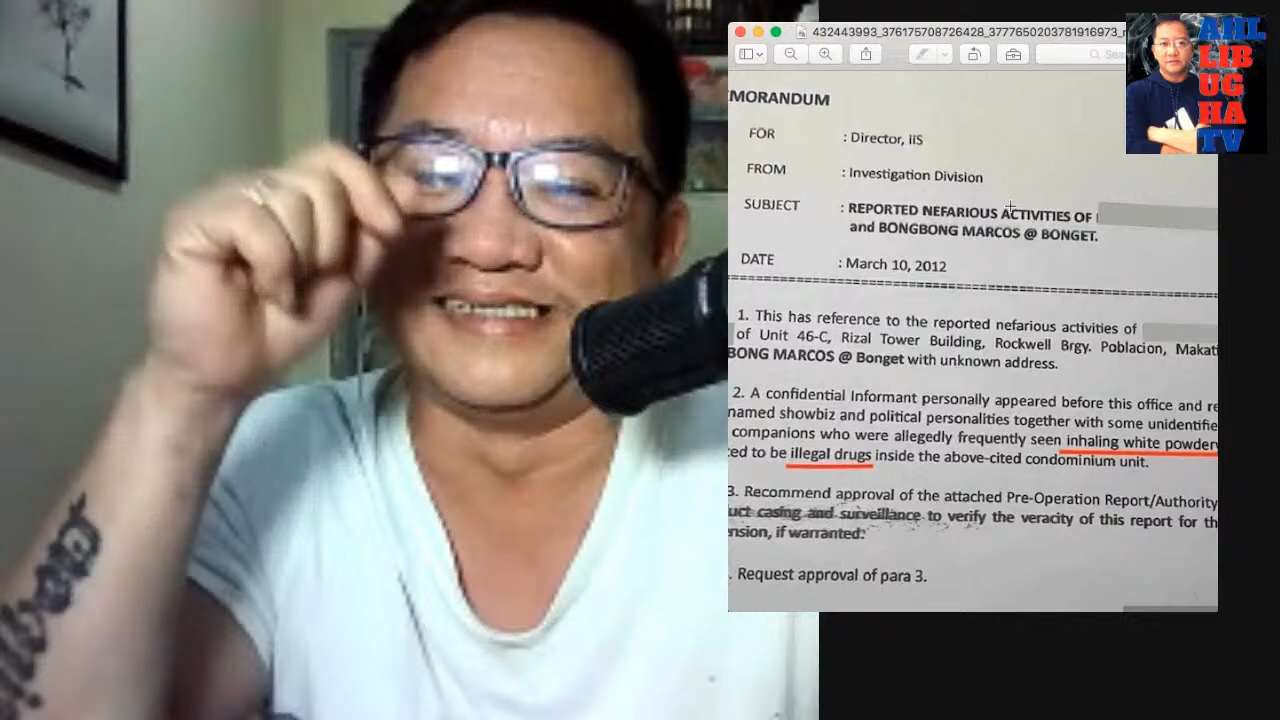 432443993_376175708726428_3777650203781916973_
AHL
LIB
UG
HA
TV
MORANDUM
FOR : Director, IIS
FROM : Investigation Division
SUBJECT : REPORTED NEFARIOUS ACTIVITIES OF
and BONGBONG MARCOS @ BONGET.
DATE : March 10, 2012
1. This has reference to the reported nefarious activities of
of Unit 46-C, Rizal Tower Building, Rockwell Brgy. Poblacion, Makati
BONG MARCOS @ Bonget with unknown address.
2. A confidential Informant personally appeared before this office and re
named showbiz and political personalities together with some unidentifie
companions who were allegedly frequently seen inhaling white powdery
ted to be illegal drugs inside the above-cited condominium unit.
3. Recommend approval of the attached Pre-Operation Report/Authority
uct casing and surveillance to verify the veracity of this report for th
ension, if warranted.
. Request approval of para 3.